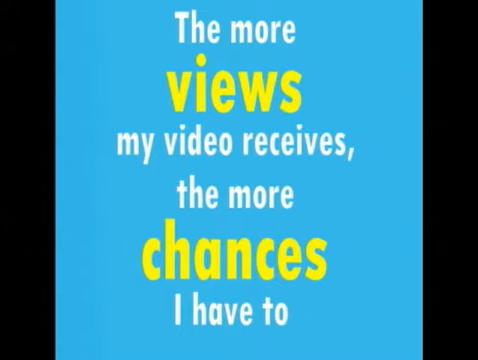 The more
views
my video receives,
the more
chances
I have to